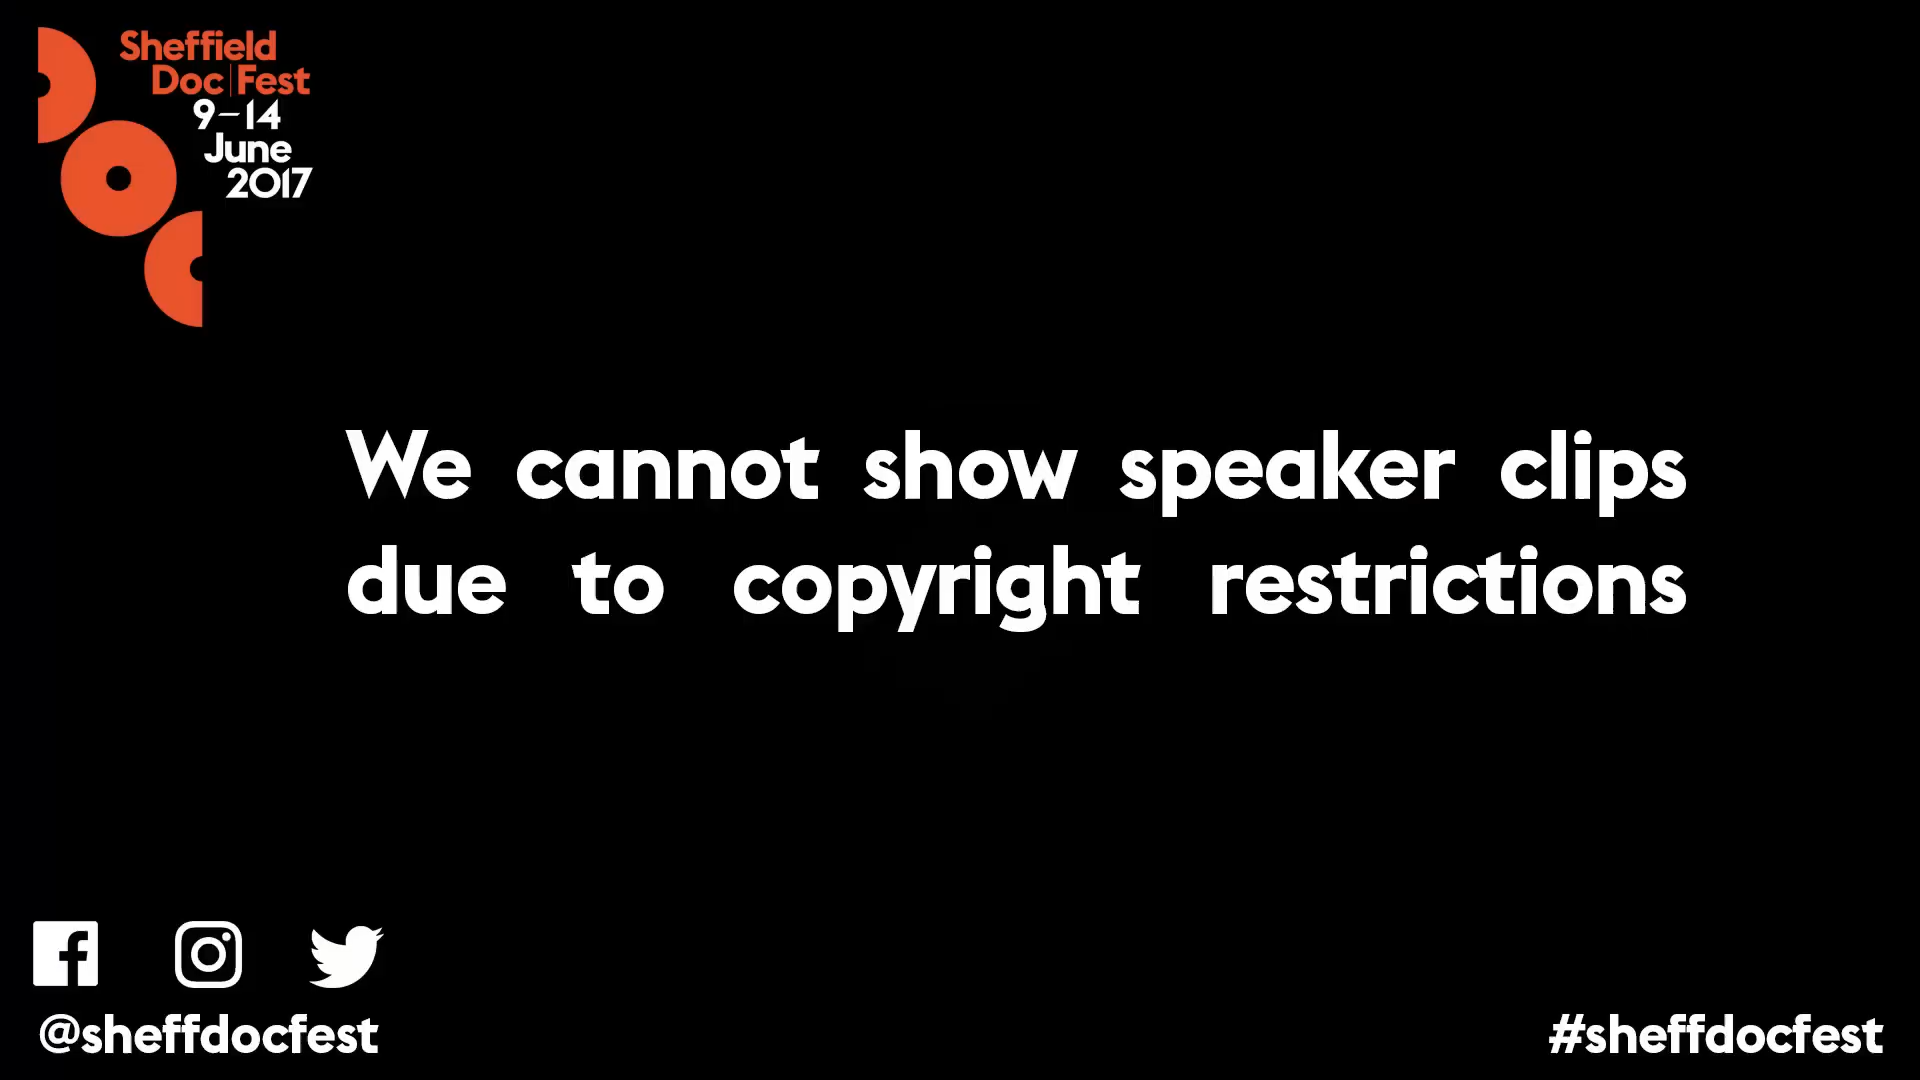 Sheffield
Doc|Fest
9–14
June
2017
We cannot show speaker clips
due to copyright restrictions
@sheffdocfest
#sheffdocfest